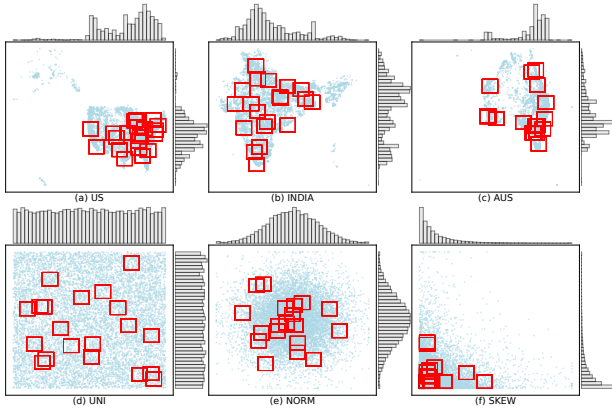 (a) US
(b) INDIA
(c) AUS
(d) UNI
(e) NORM
(f) SKEW